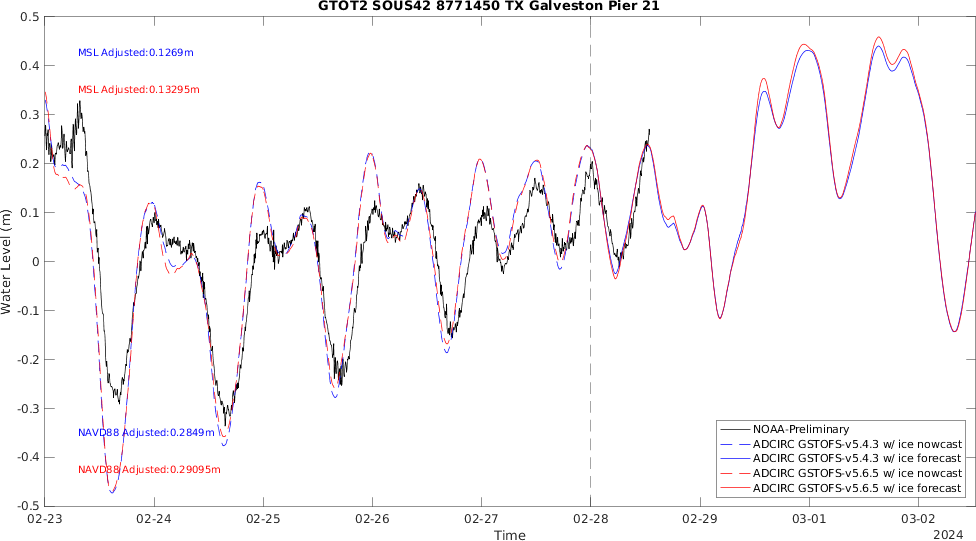 GTOT2 SOUS42 8771450 TX Galveston Pier 21
0.5
0.4
0.3
0.2
0.1
0
-0.1
-0.2
-0.3
-0.4
-0.5
Water Level (m)
MSL Adjusted:0.1269m
MSL Adjusted:0.13295m
NAVD88 Adjusted:0.2849m
NAVD88 Adjusted:0.29095m
NOAA-Preliminary
ADCIRC GSTOFS-v5.4.3 w/ ice nowcast
ADCIRC GSTOFS-v5.4.3 w/ ice forecast
ADCIRC GSTOFS-v5.6.5 w/ ice nowcast
ADCIRC GSTOFS-v5.6.5 w/ ice forecast
02-23 02-24 02-25 02-26 02-27 02-28 02-29 03-01 03-02
Time
2024